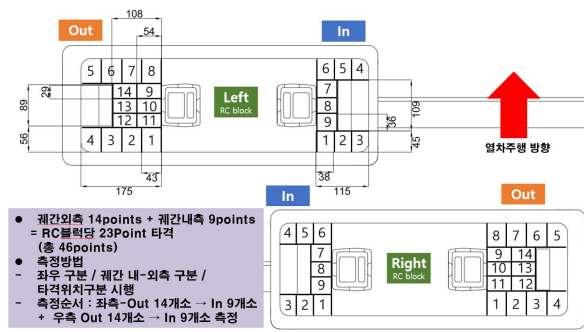 108
54
Out
In
5 6 7 8
14 9
13 10
12 11
4 3 2 1
29
89
56
43
175
Left
RC block
6 5 4
7
8
9
1 2 3
36
109
45
38
115
열차주행 방향
In
Out
4 5 6
7
8
9
3 2 1
Right
RC block
8 7 6 5
9 14
10 13
11 12
1 2 3 4
● 궤간외측 14points + 궤간내측 9points
= RC블럭당 23Point 타격
(총 46points)
● 측정방법
- 좌우 구분 / 궤간 내-외측 구분 /
타격위치구분 시행
- 측정순서 : 좌측-Out 14개소 → In 9개소
+ 우측 Out 14개소 → In 9개소 측정